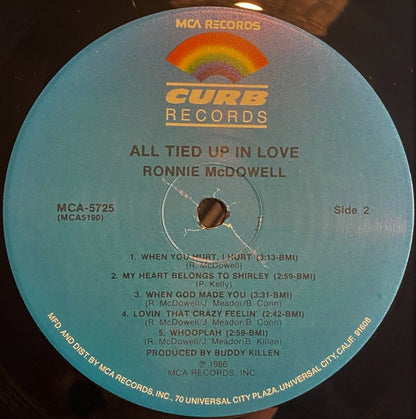 MCA RECORDS
CURB
RECORDS
ALL TIED UP IN LOVE
RONNIE McDOWELL
MCA-5725
(MCA5190)
Side 2
1. WHEN YOU HURT, I HURT (3:13-BMI)
(R. McDowell)
2. MY HEART BELONGS TO SHIRLEY (2:59-BMI)
(P. Kelly)
3. WHEN GOD MADE YOU (3:31-BMI)
(R. McDowell/J. Meador/B. Conn)
4. LOVIN' THAT CRAZY FEELIN' (2:42-BMI)
(R. McDowell/J. Meador/B. Conn)
5. WHOOPLAH (2:59-BMI)
(R. McDowell/J. Meador/B. Killen)
PRODUCED BY BUDDY KILLEN
℗ 1986
MCA RECORDS, INC.
MFD. AND DIST. BY MCA RECORDS, INC., 70 UNIVERSAL CITY PLAZA, UNIVERSAL CITY, CALIF. 91608